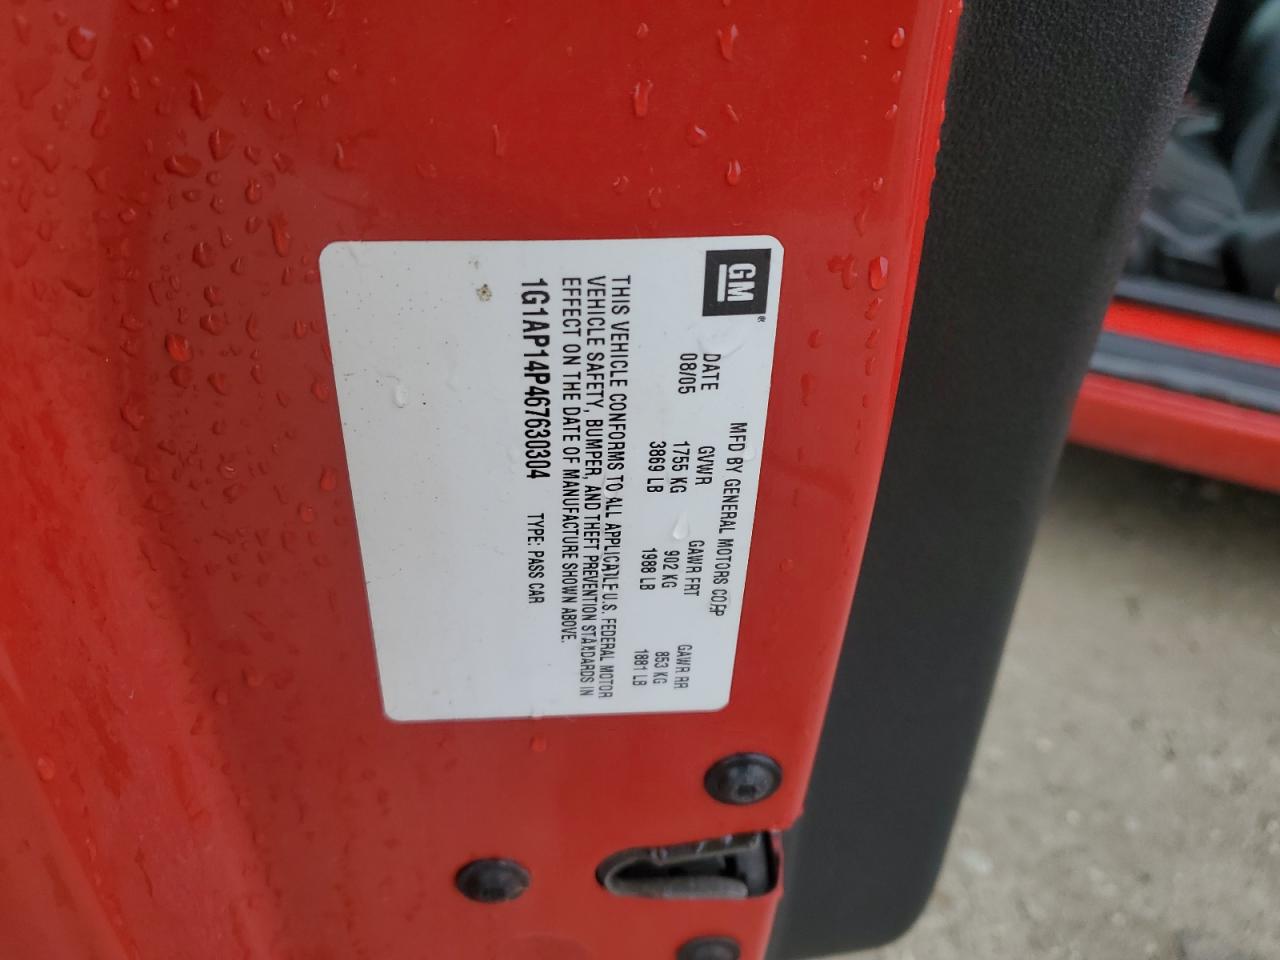 GM®
MFD BY GENERAL MOTORS CORP
DATE GVWR GAWR FRT GAWR RR
08/05 1755 KG 902 KG 853 KG
3869 LB 1988 LB 1881 LB
THIS VEHICLE CONFORMS TO ALL APPLICABLE U.S. FEDERAL MOTOR
VEHICLE SAFETY, BUMPER, AND THEFT PREVENTION STANDARDS IN
EFFECT ON THE DATE OF MANUFACTURE SHOWN ABOVE.
1G1AP14P467630304 TYPE: PASS CAR